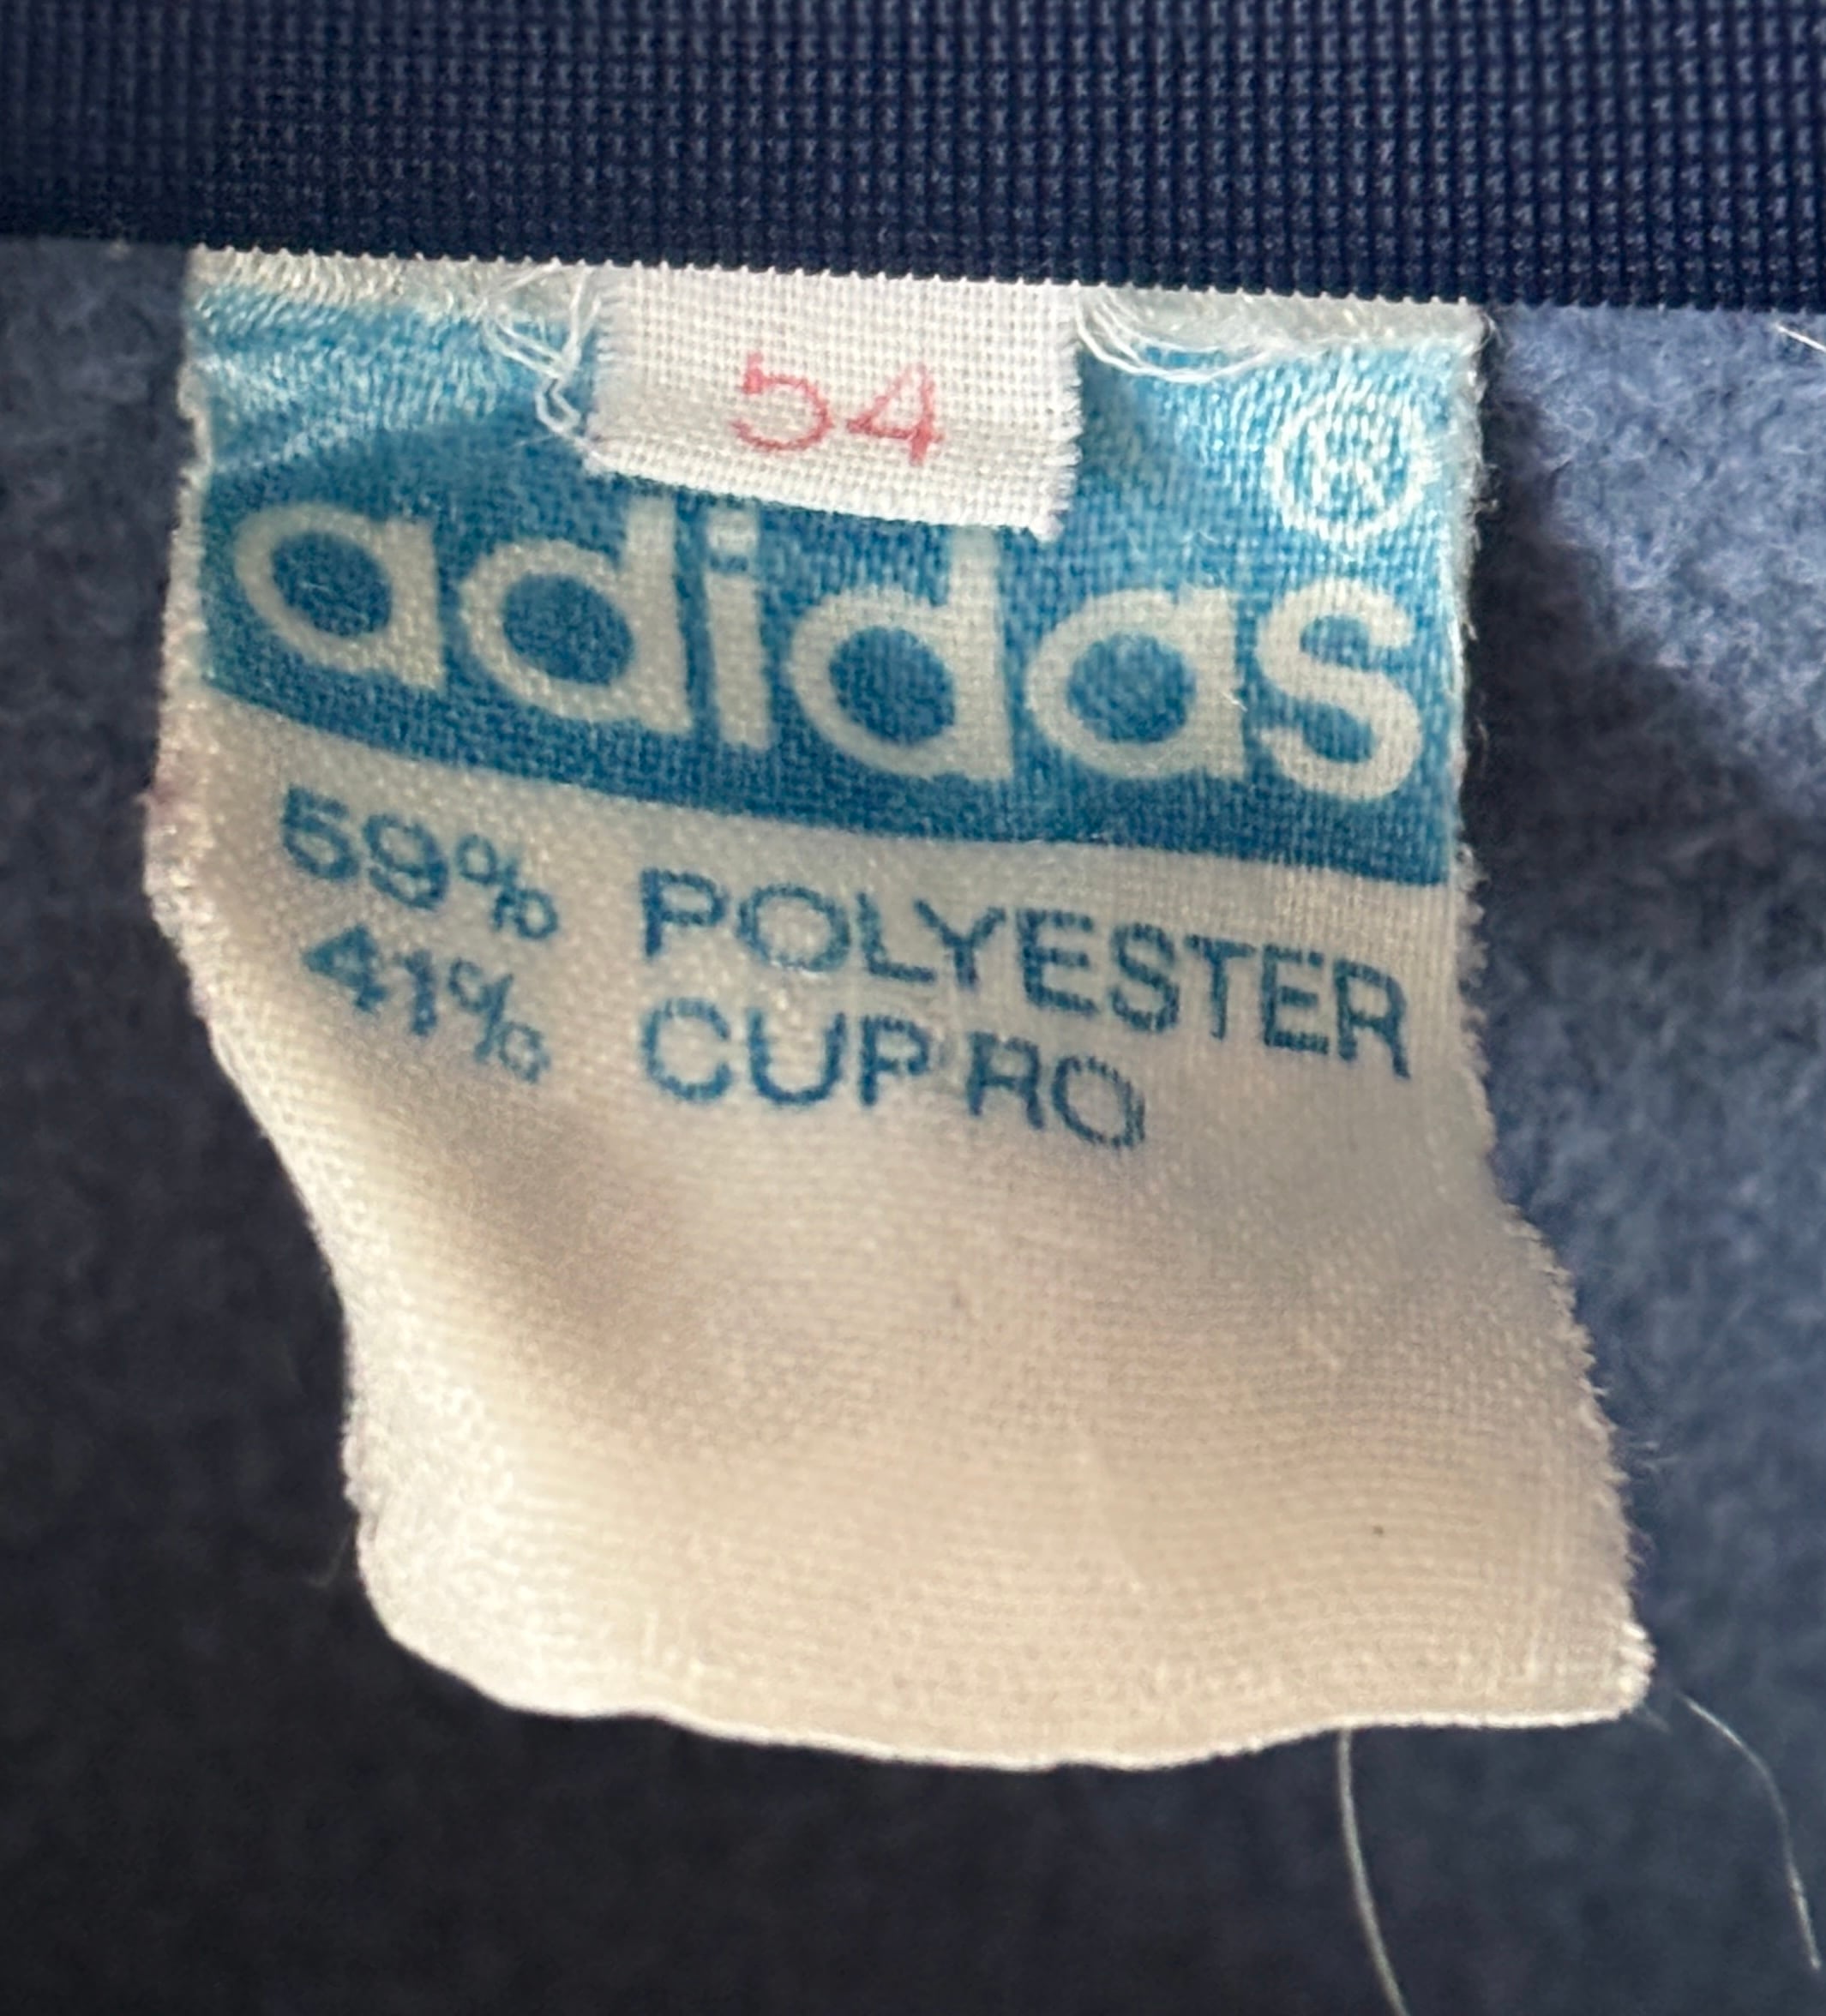 54
®
adidas
59% POLYESTER
41% CUPRO